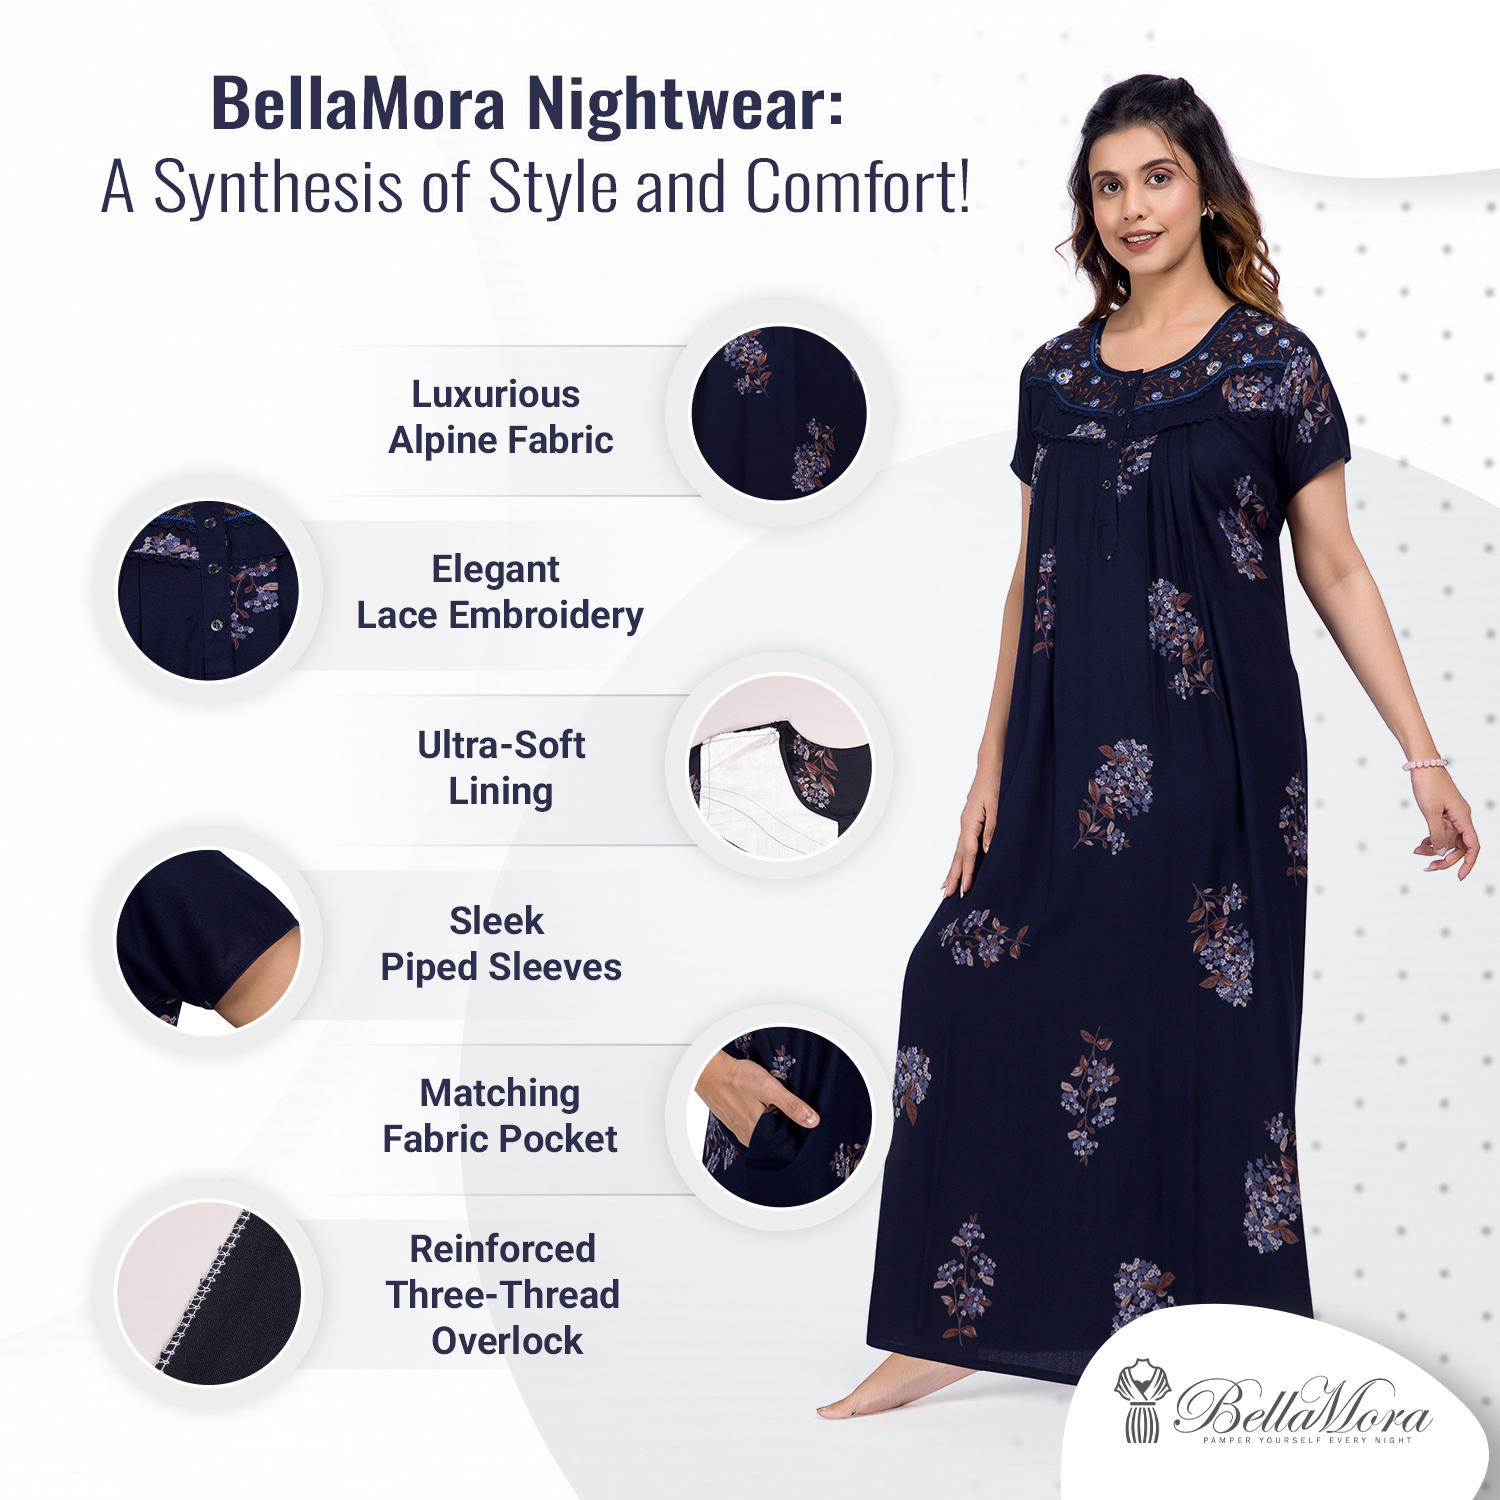 BellaMora Nightwear:
A Synthesis of Style and Comfort!
Luxurious
Alpine Fabric
Elegant
Lace Embroidery
Ultra-Soft
Lining
Sleek
Piped Sleeves
Matching
Fabric Pocket
Reinforced
Three-Thread
Overlock
BellaMora
PAMPER YOURSELF EVERY NIGHT